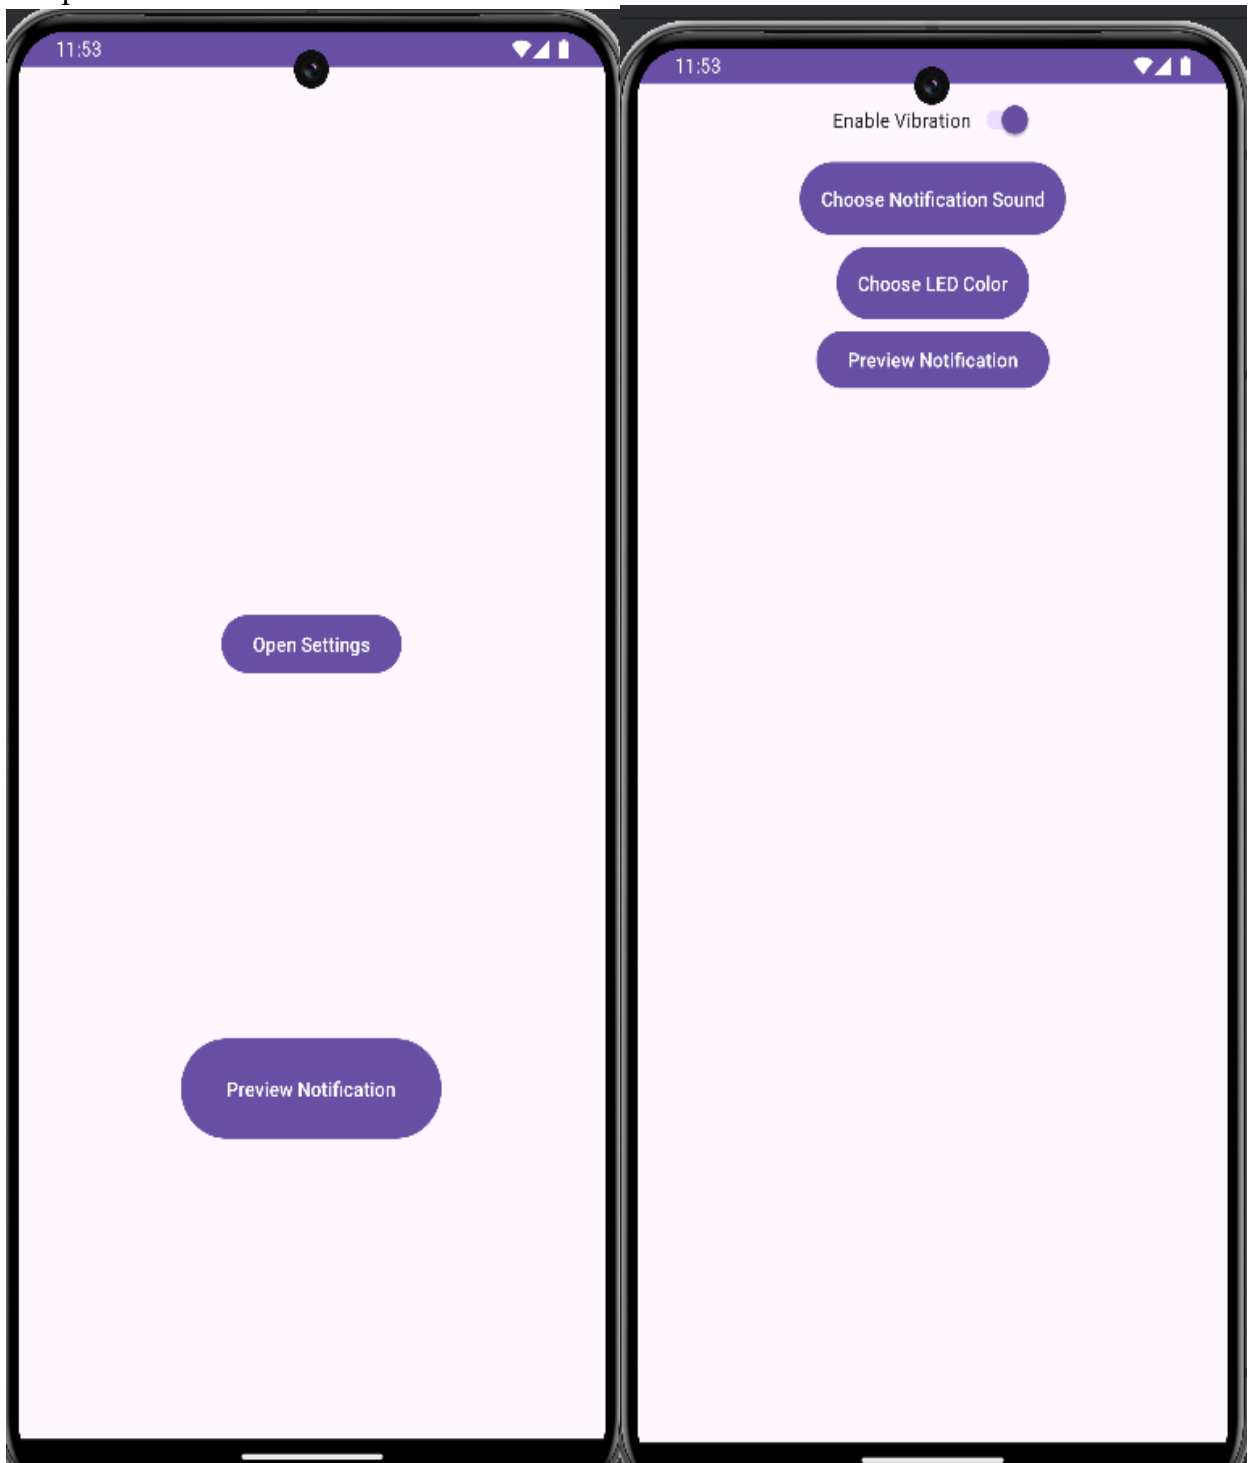 11:53
Open Settings
Preview Notification
11:53
Enable Vibration
Choose Notification Sound
Choose LED Color
Preview Notification